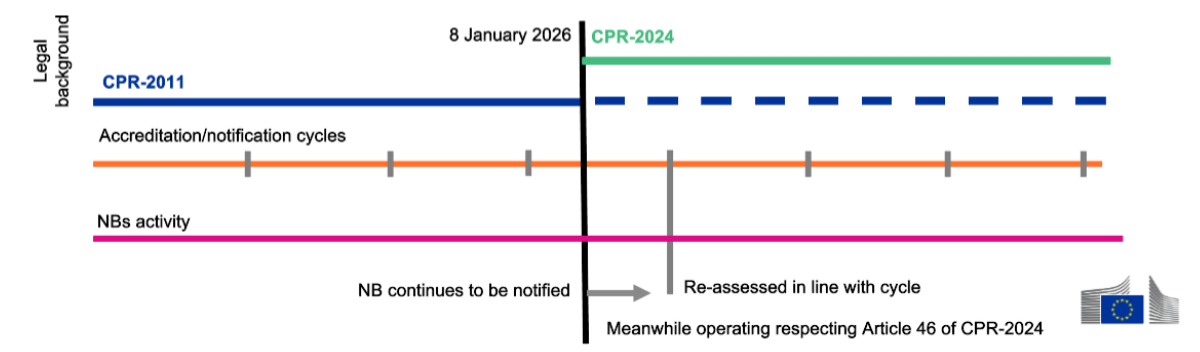 Legal
background
8 January 2026
CPR-2024
CPR-2011
Accreditation/notification cycles
NBs activity
NB continues to be notified
Re-assessed in line with cycle
Meanwhile operating respecting Article 46 of CPR-2024